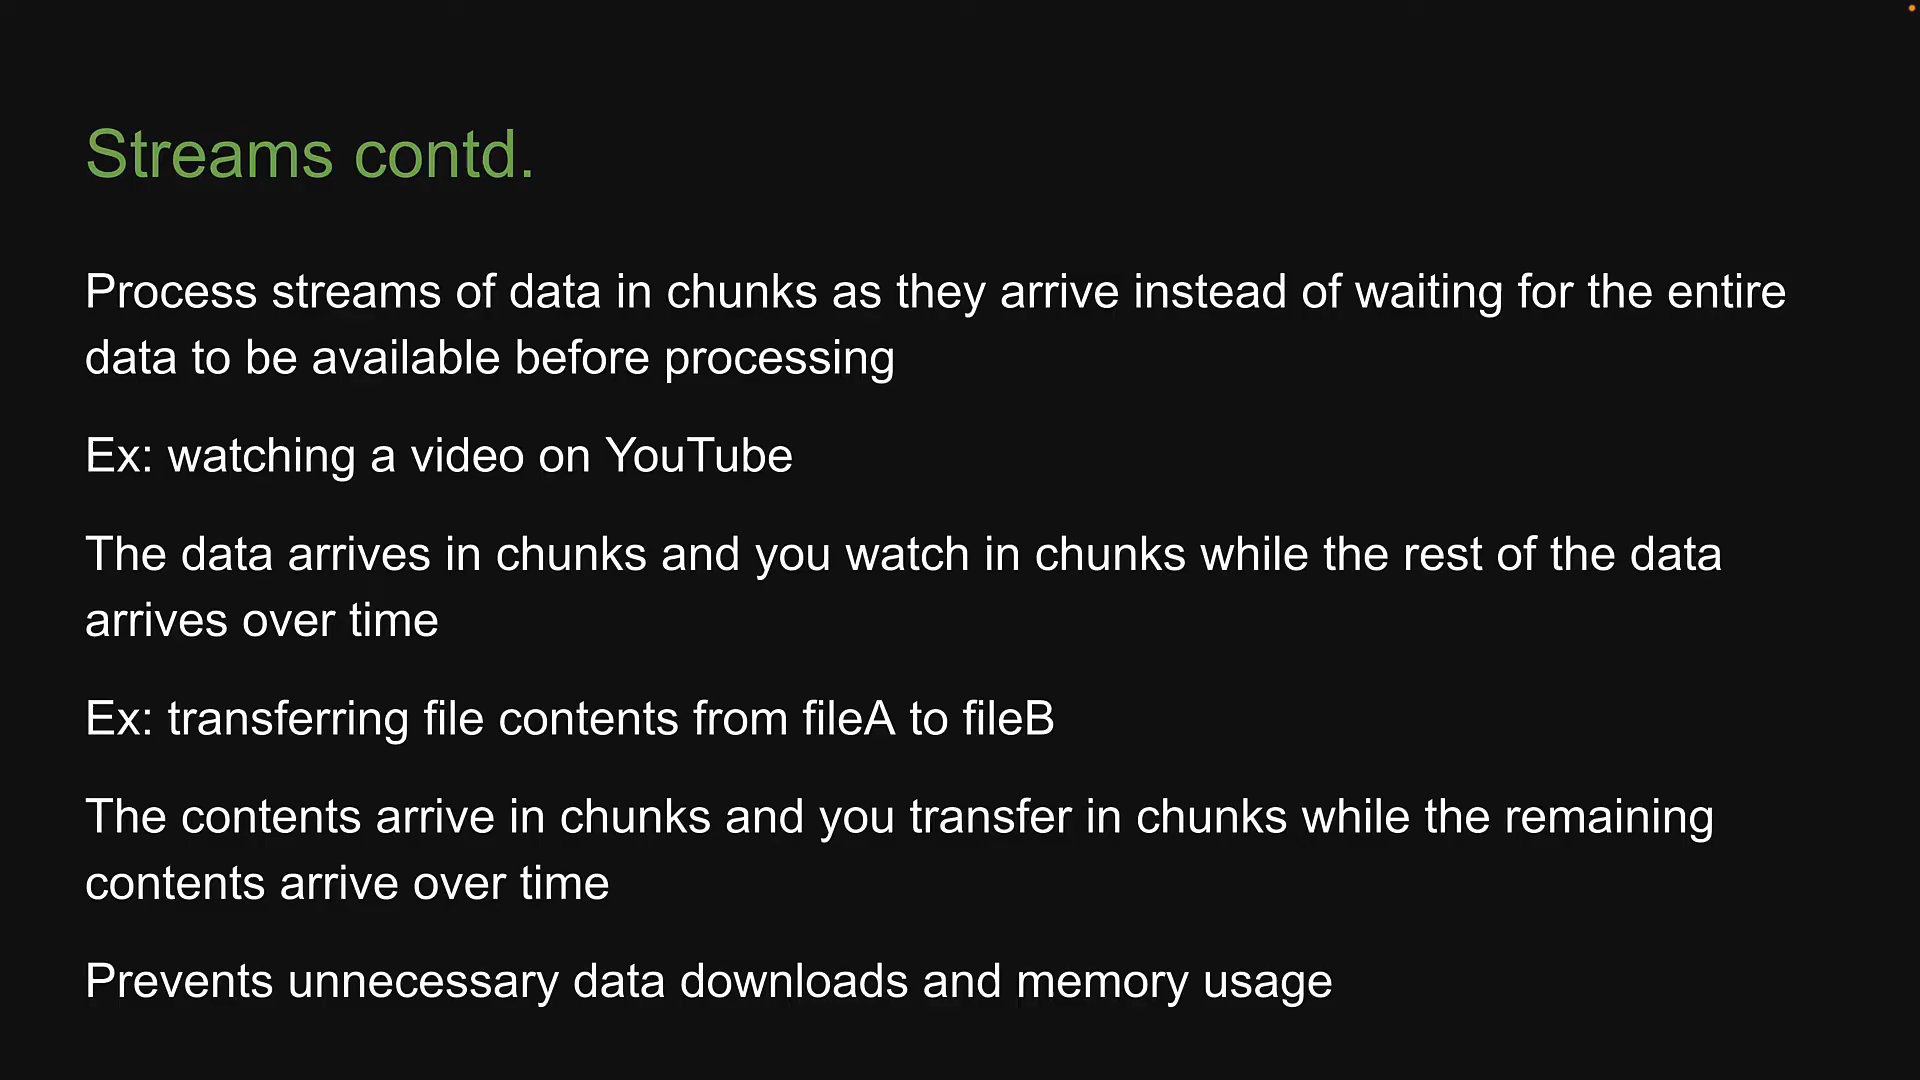 Streams contd.
Process streams of data in chunks as they arrive instead of waiting for the entire
data to be available before processing
Ex: watching a video on YouTube
The data arrives in chunks and you watch in chunks while the rest of the data
arrives over time
Ex: transferring file contents from fileA to fileB
The contents arrive in chunks and you transfer in chunks while the remaining
contents arrive over time
Prevents unnecessary data downloads and memory usage